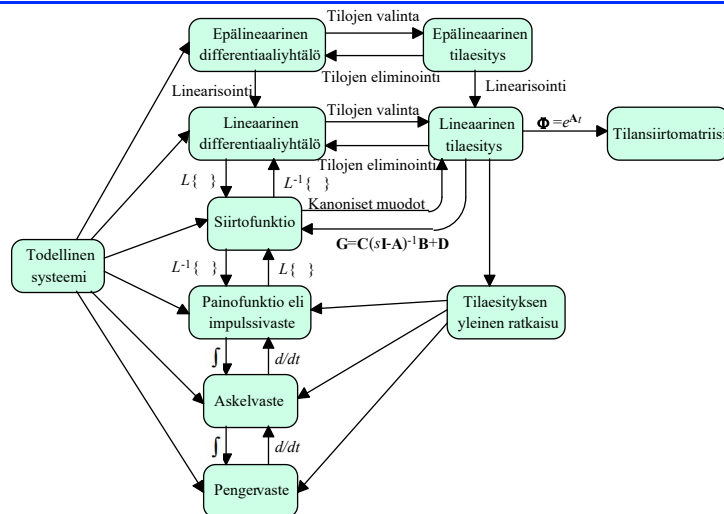 Tilojen valinta
Epälineaarinen
differentiaaliyhtälö
Epälineaarinen
tilaesitys
Tilojen eliminointi
Linearisointi
Linearisointi
Tilojen valinta
Lineaarinen
differentiaaliyhtälö
Lineaarinen
tilaesitys
Φ=e^At
Tilansiirtomatriisi
Tilojen eliminointi
L{ }
L^-1{ }
Kanoniset muodot
Siirtofunktio
G=C(sI-A)^-1B+D
Todellinen
systeemi
L^-1{ }
L{ }
Painofunktio eli
impulssivaste
Tilaesityksen
yleinen ratkaisu
∫
d/dt
Askelvaste
∫
d/dt
Pengervaste